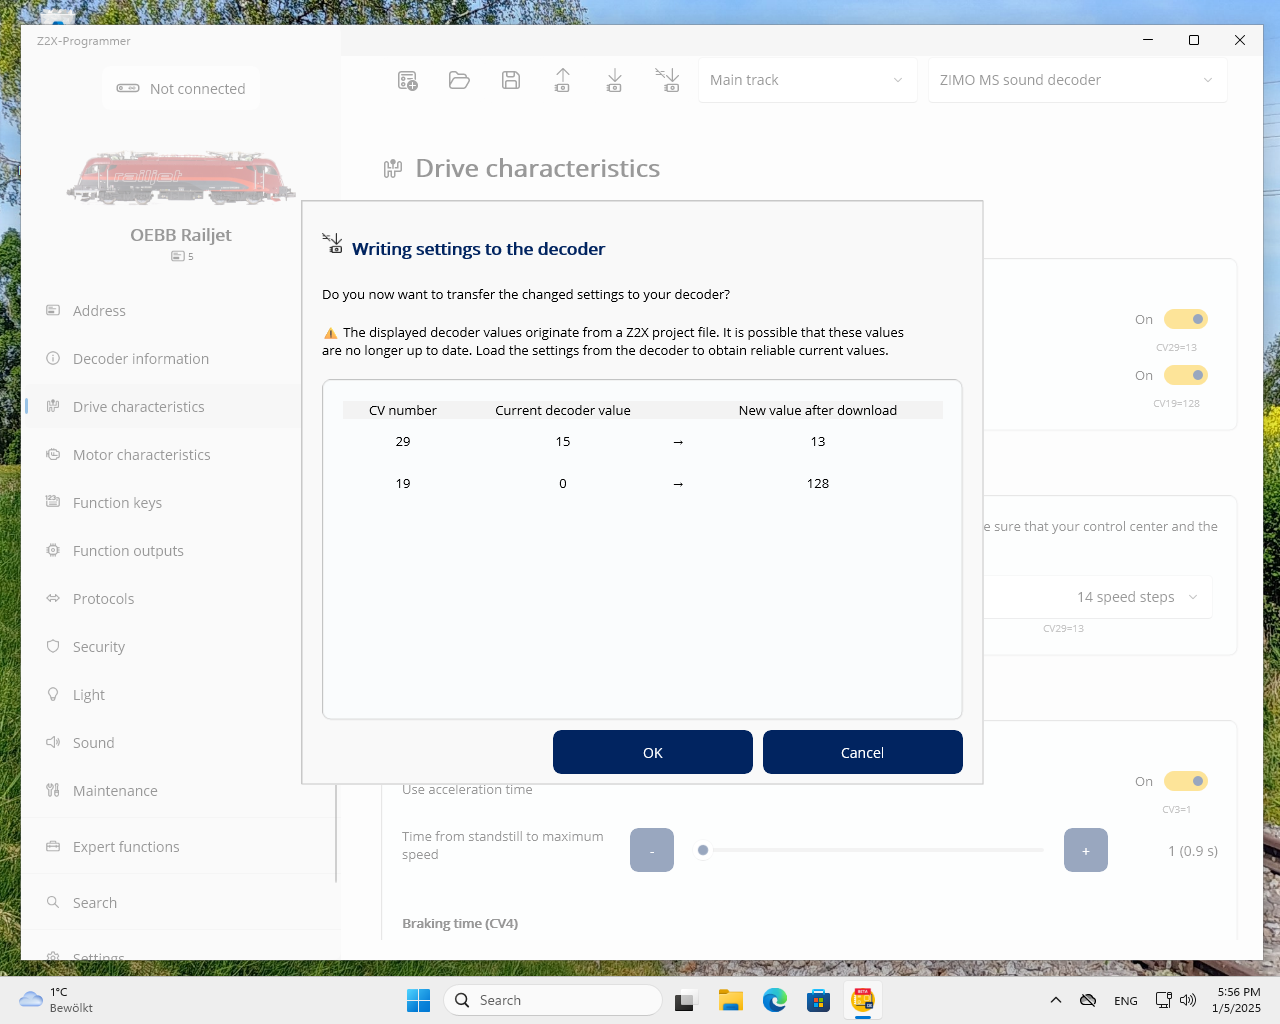 Z2X-Programmer
Not connected
Main track
ZIMO MS sound decoder
railjet
OEBB Railjet
5
Address
Decoder information
Drive characteristics
Motor characteristics
Function keys
Function outputs
Protocols
Security
Light
Sound
Maintenance
Expert functions
Search
Settings
Drive characteristics
On
CV29=13
On
CV19=128
e sure that your control center and the
14 speed steps
CV29=13
Use acceleration time
On
CV3=1
Time from standstill to maximum
speed
-
+
1 (0.9 s)
Braking time (CV4)
Writing settings to the decoder
Do you now want to transfer the changed settings to your decoder?
The displayed decoder values originate from a Z2X project file. It is possible that these values
are no longer up to date. Load the settings from the decoder to obtain reliable current values.
CV number Current decoder value New value after download
29 15 → 13
19 0 → 128
OK
Cancel
1°C
Bewölkt
Search
ENG
5:56 PM
1/5/2025